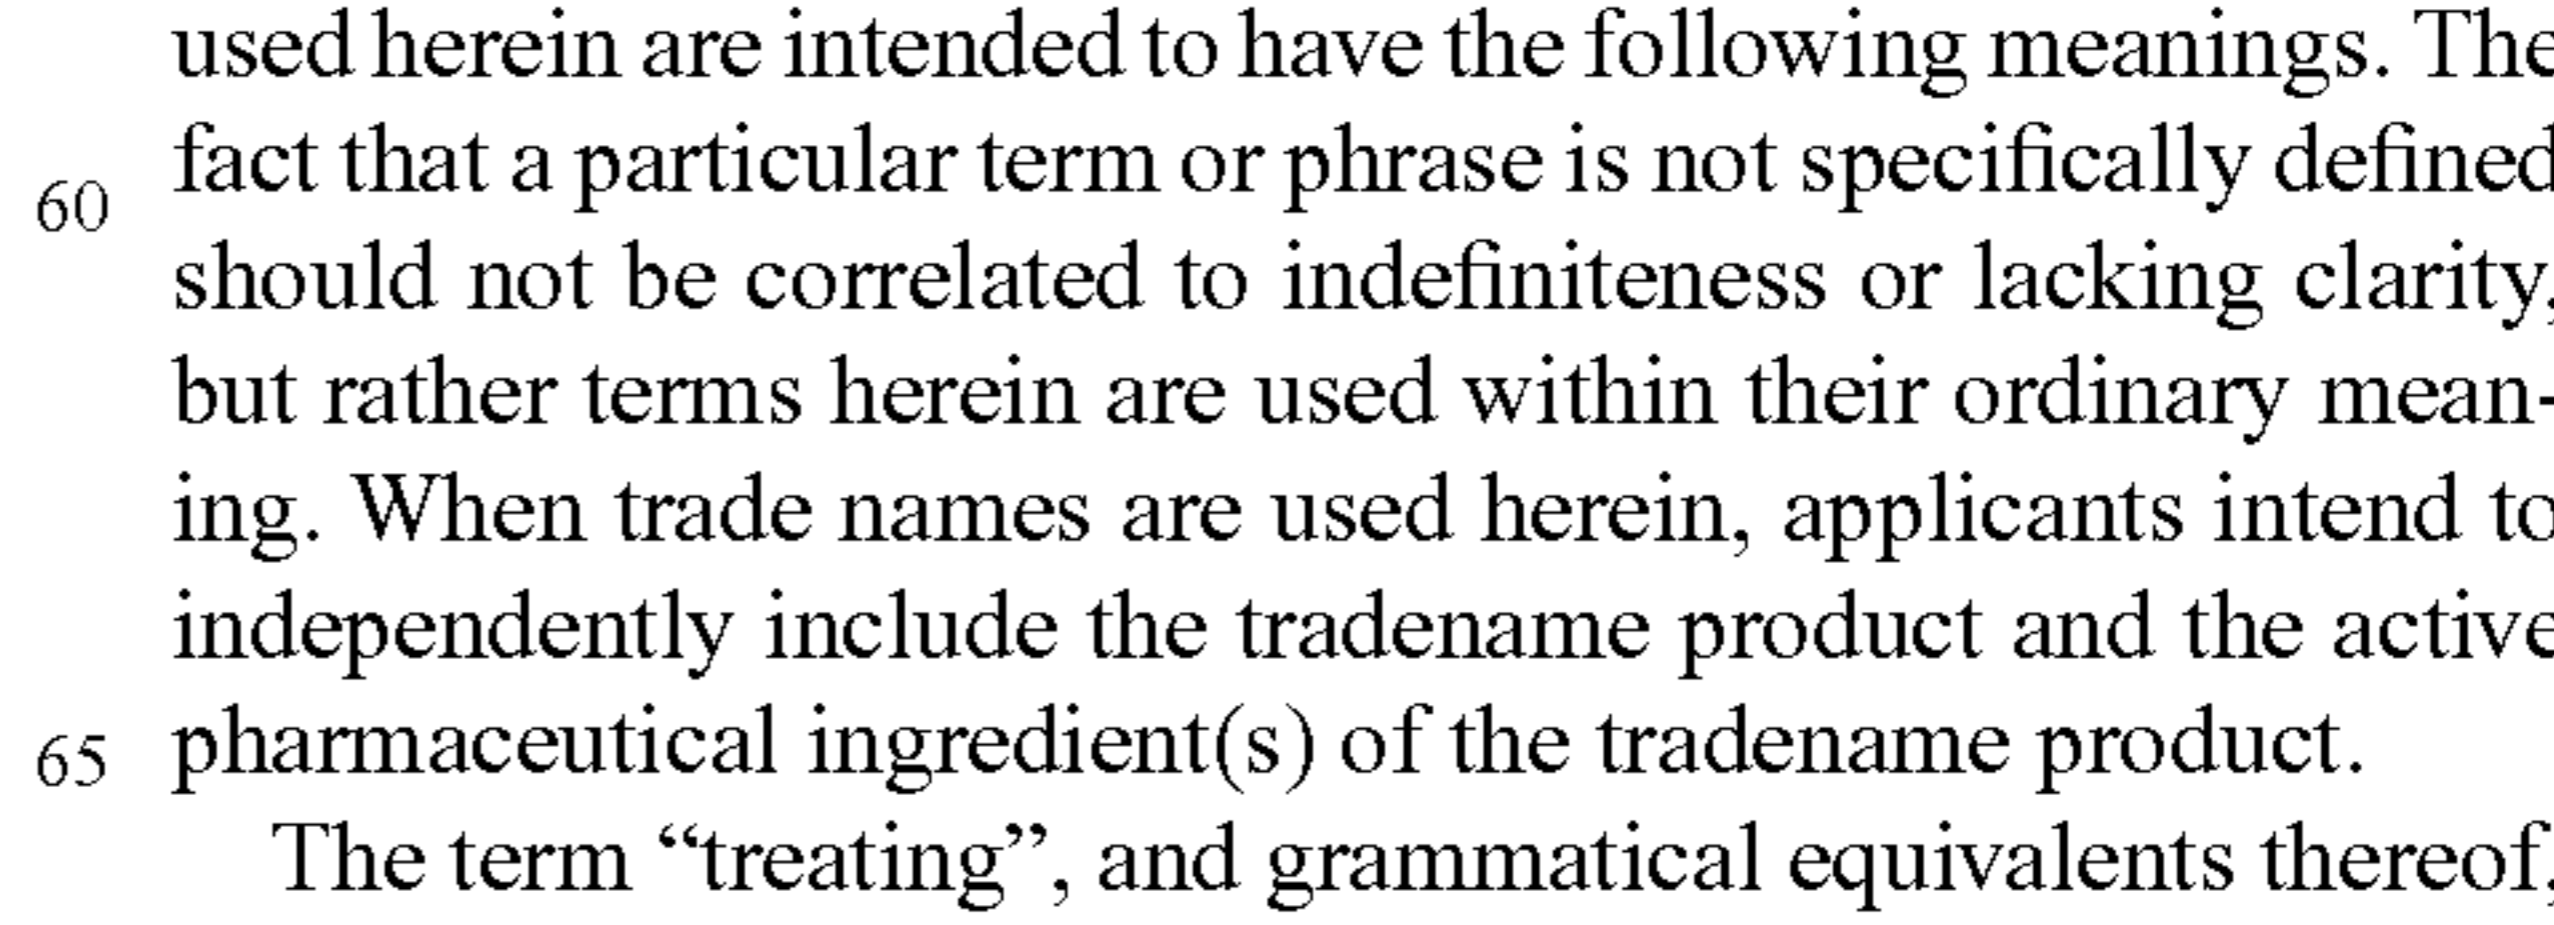 used herein are intended to have the following meanings. The
60 fact that a particular term or phrase is not specifically defined
should not be correlated to indefiniteness or lacking clarity,
but rather terms herein are used within their ordinary mean-
ing. When trade names are used herein, applicants intend to
independently include the tradename product and the active
65 pharmaceutical ingredient(s) of the tradename product.
The term “treating”, and grammatical equivalents thereof,